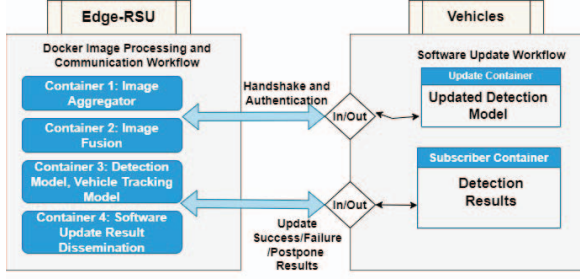 Edge-RSU
Vehicles
Docker Image Processing and
Communication Workflow
Container 1: Image
Aggregator
Container 2: Image
Fusion
Container 3: Detection
Model, Vehicle Tracking
Model
Container 4: Software
Update Result
Dissemination
Handshake and
Authentication
Update
Success/Failure
/Postpone
Results
In/Out
In/Out
Software Update Workflow
Update Container
Updated Detection
Model
Subscriber Container
Detection
Results